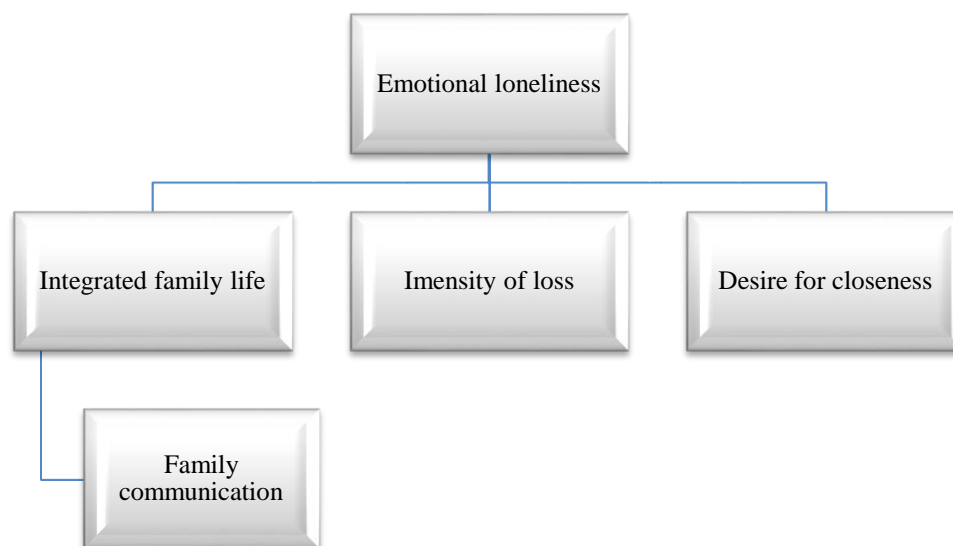 Emotional loneliness
Integrated family life
Imensity of loss
Desire for closeness
Family
communication